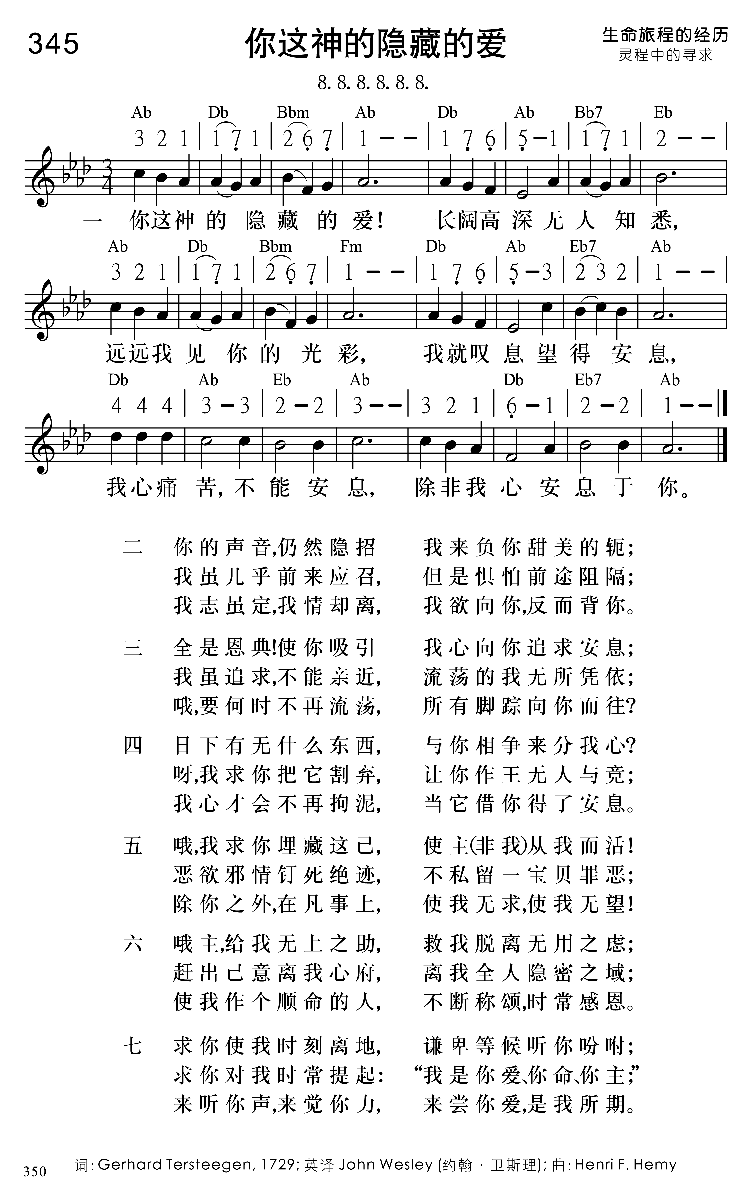 345 你这神的隐藏的爱 生命旅程的经历
灵程中的寻求
8. 8. 8. 8. 8. 8.
Ab Db Bbm Ab Db Ab Bb7 Eb
3 2 1 | 1 7 1 | 2 6 7 | 1 - - | 1 7 6 | 5 - 1 | 1 7 1 | 2 - - |
3 4
一 你这神 的 隐 藏 的 爱! 长阔高 深 无 人 知 悉,
Ab Db Bbm Fm Db Ab Eb7 Ab
3 2 1 | 1 7 1 | 2 6 7 | 1 - - | 1 7 6 | 5 - 3 | 2 3 2 | 1 - - |
远远我 见 你 的 光 彩, 我就叹 息 望 得 安 息,
Db Ab Eb Ab Db Eb7 Ab
4 4 4 | 3 - 3 | 2 - 2 | 3 - - | 3 2 1 | 6 - 1 | 2 - 2 | 1 - - ||
我心痛 苦, 不 能 安 息, 除非我 心 安 息 于 你。
二 你的声音,仍然隐招 我来负你甜美的轭;
我虽几乎前来应召, 但是惧怕前途阻隔;
我志虽定,我情却离, 我欲向你,反而背你。
三 全是恩典!使你吸引 我心向你追求安息;
我虽追求,不能亲近, 流荡的我无所凭依;
哦,要何时不再流荡, 所有脚踪向你而往?
四 日下有无什么东西, 与你相争来分我心?
呀,我求你把它割弃, 让你作王无人与竞;
我心才会不再拘泥, 当它借你得了安息。
五 哦,我求你埋藏这己, 使主(非我)从我而活!
恶欲邪情钉死绝迹, 不私留一宝贝罪恶;
除你之外,在凡事上, 使我无求,使我无望!
六 哦主,给我无上之助, 救我脱离无用之虑;
赶出己意离我心府, 离我全人隐密之域;
使我作个顺命的人, 不断称颂,时常感恩。
七 求你使我时刻离地, 谦卑等候听你吩咐;
求你对我时常提起: “我是你爱、你命、你主;”
来听你声,来觉你力, 来尝你爱,是我所期。
350 词: Gerhard Tersteegen, 1729; 英译 John Wesley (约翰·卫斯理); 曲: Henri F. Hemy